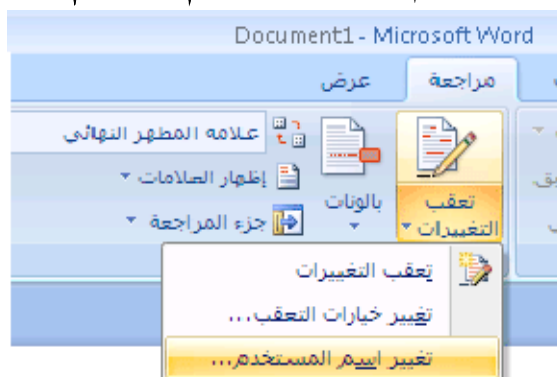 Document1 - Microsoft Word
مراجعة عرض
علامة المظهر النهائي
إظهار العلامات
بالونات
تعقب
التغييرات
جزء المراجعة
تعقب التغييرات
تغيير خيارات التعقب...
تغيير اسم المستخدم...